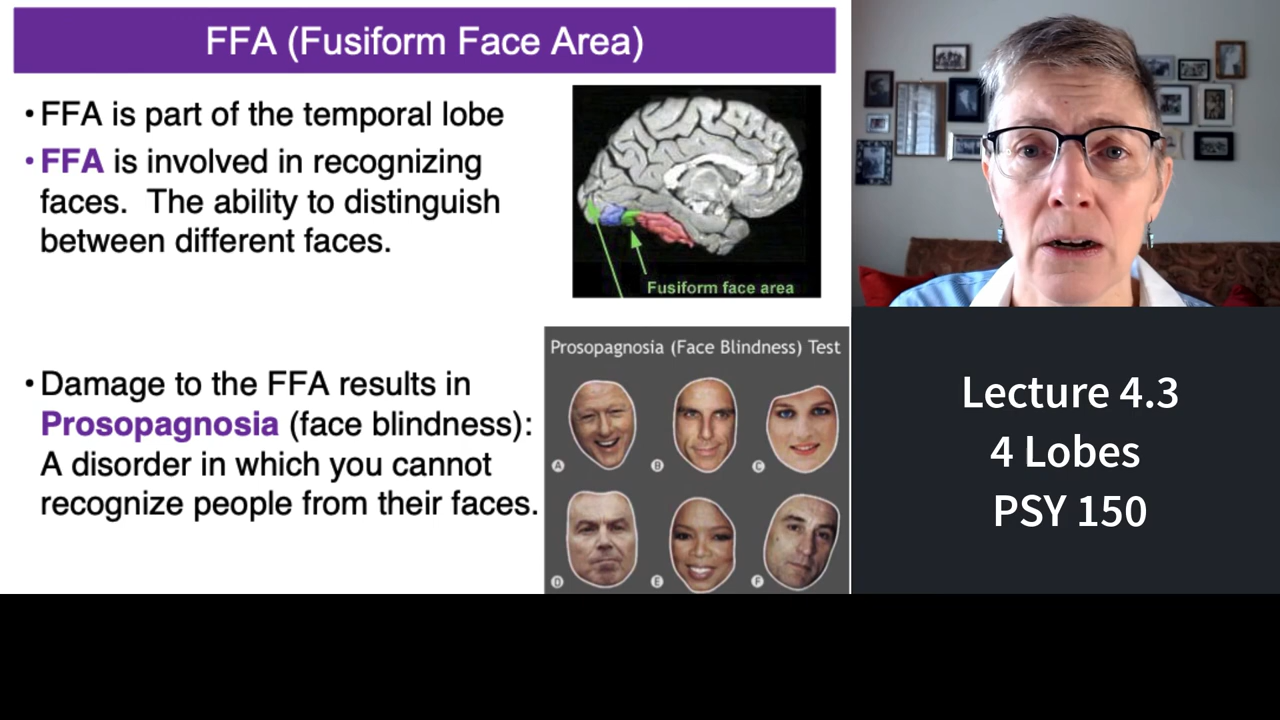 FFA (Fusiform Face Area)
• FFA is part of the temporal lobe
• FFA is involved in recognizing
faces.  The ability to distinguish
between different faces.
Fusiform face area
• Damage to the FFA results in
Prosopagnosia (face blindness):
A disorder in which you cannot
recognize people from their faces.
Prosopagnosia (Face Blindness) Test
A
B
C
D
E
F
Lecture 4.3
4 Lobes
PSY 150